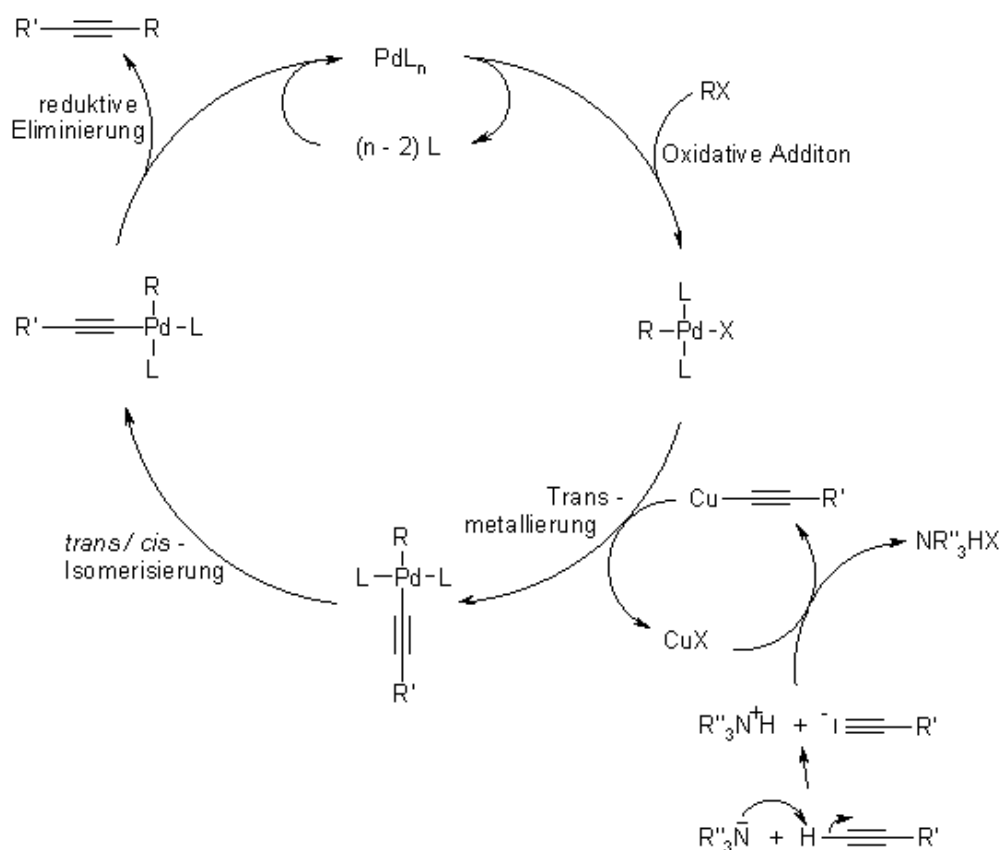 R'—≡—R
PdLn
RX
reduktive
Eliminierung
(n - 2) L
Oxidative Additon
R
R'—≡—Pd-L
L
L
R-Pd-X
L
Trans -
metallierung
Cu—≡—R'
NR"3HX
trans / cis -
Isomerisierung
R
L-Pd-L
R'
CuX
R"3N+H + -I≡—R'
R"3N + H—≡—R'